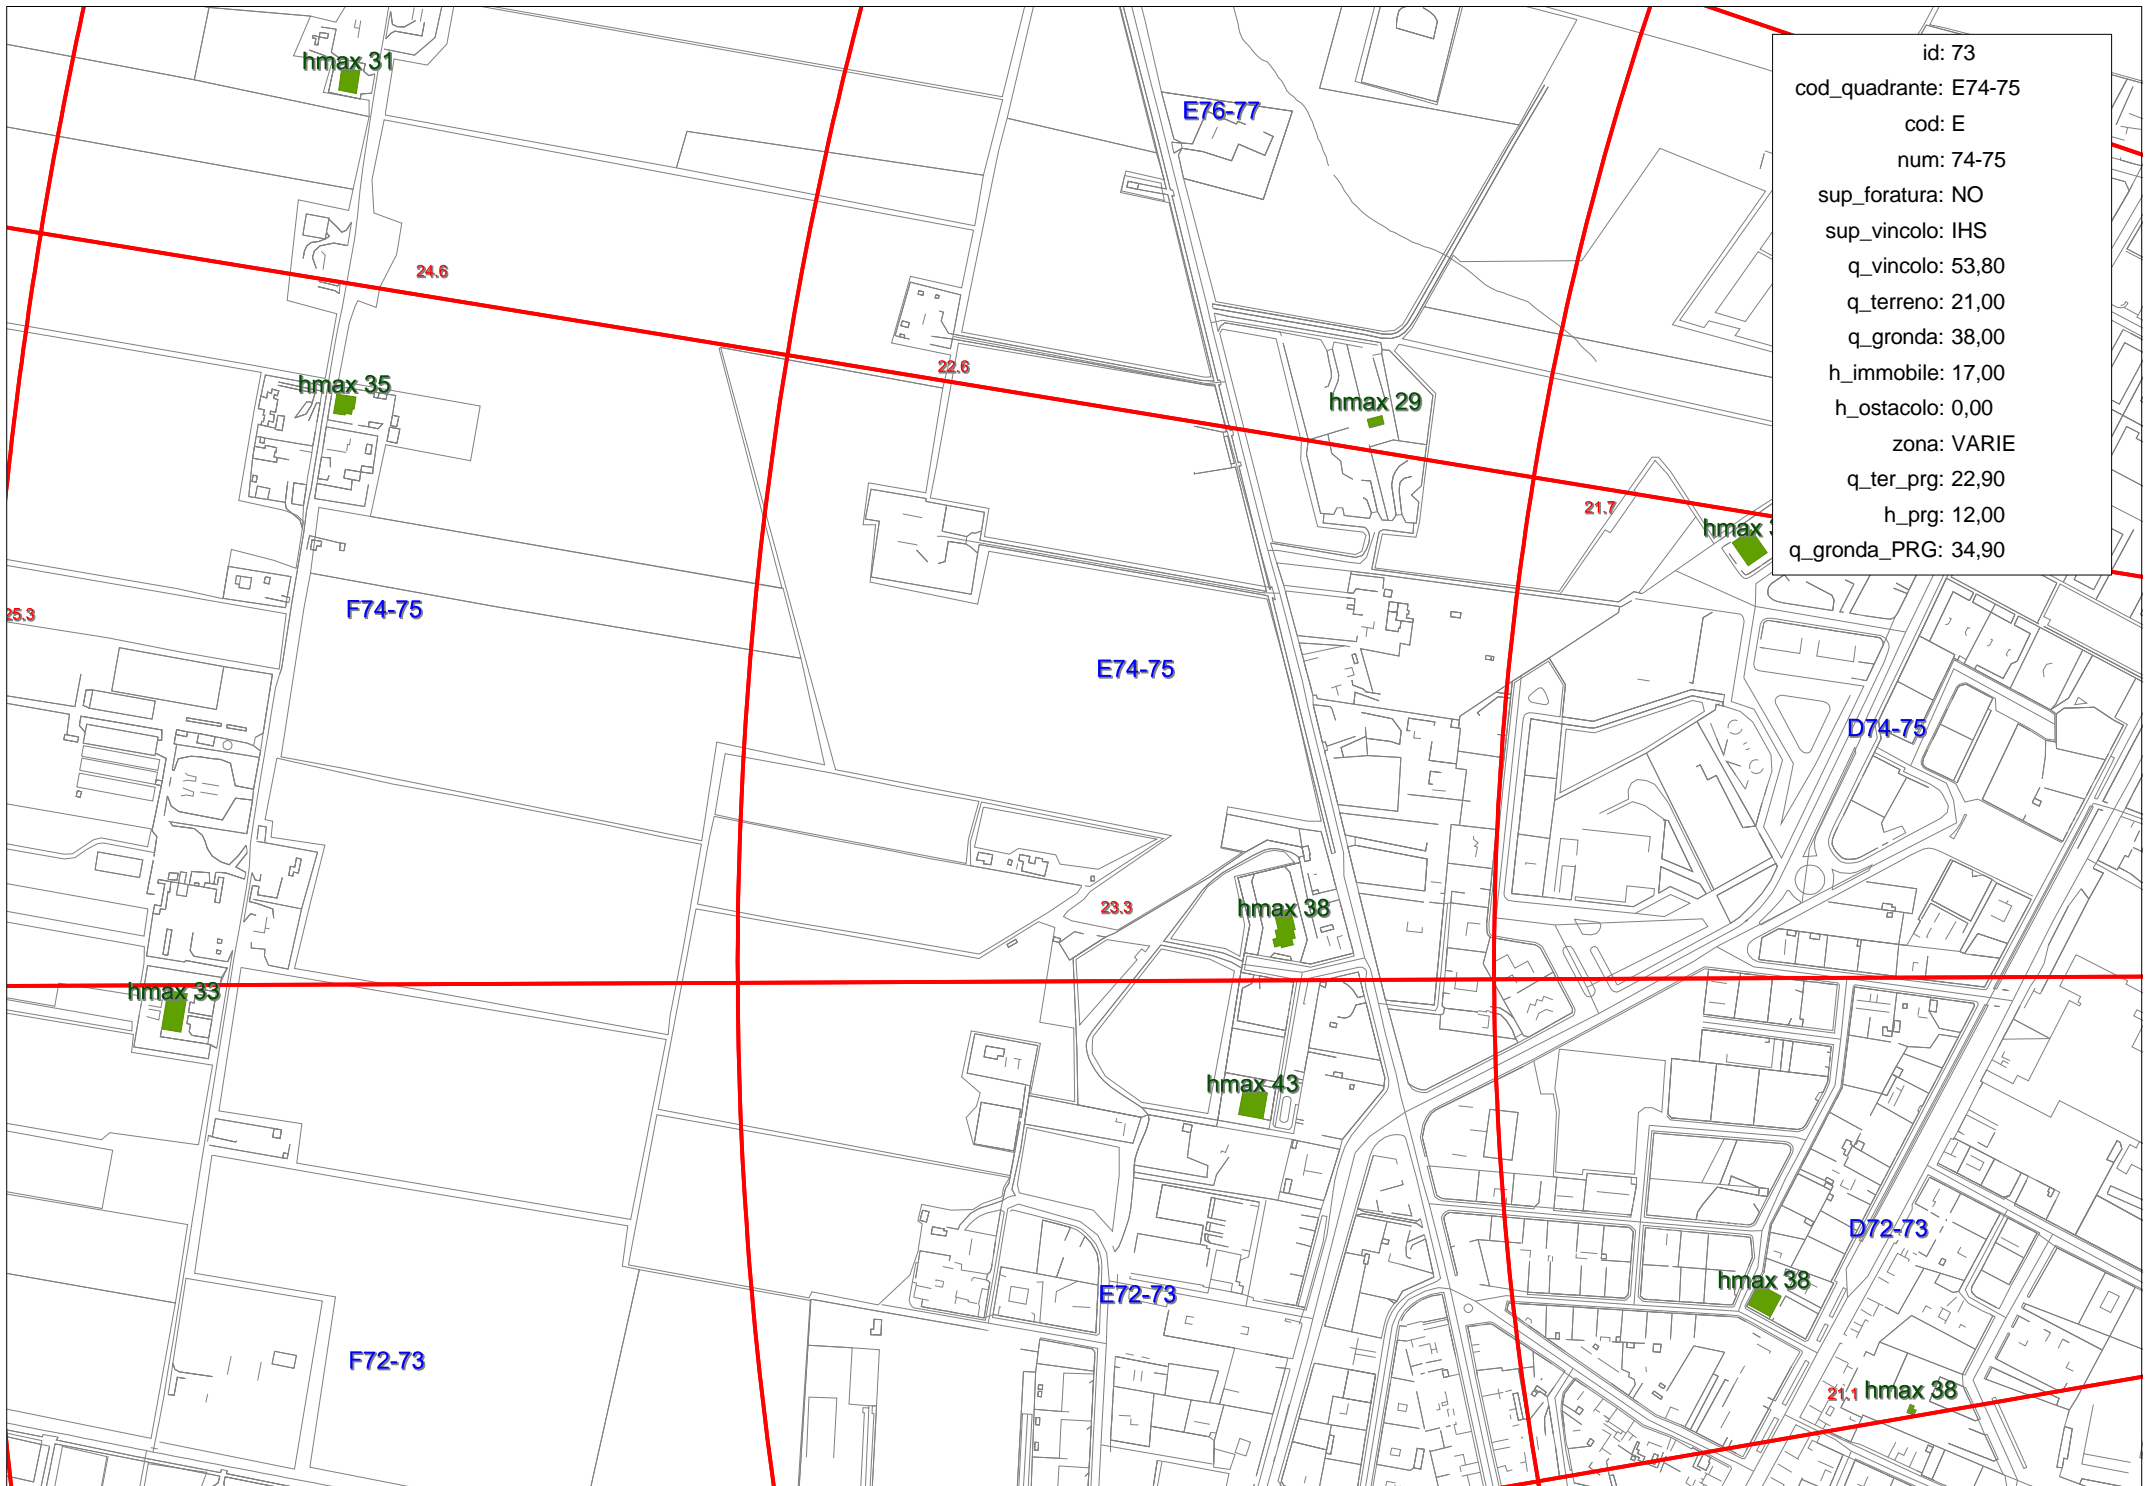 hmax 31
E76-77
id: 73
cod_quadrante: E74-75
cod: E
num: 74-75
sup_foratura: NO
sup_vincolo: IHS
q_vincolo: 53,80
q_terreno: 21,00
q_gronda: 38,00
h_immobile: 17,00
h_ostacolo: 0,00
zona: VARIE
q_ter_prg: 22,90
h_prg: 12,00
q_gronda_PRG: 34,90
24.6
22.6
hmax 35
hmax 29
21.7
hmax
25.3
F74-75
E74-75
D74-75
23.3
hmax 38
hmax 33
hmax 43
D72-73
E72-73
hmax 38
F72-73
21.1
hmax 38